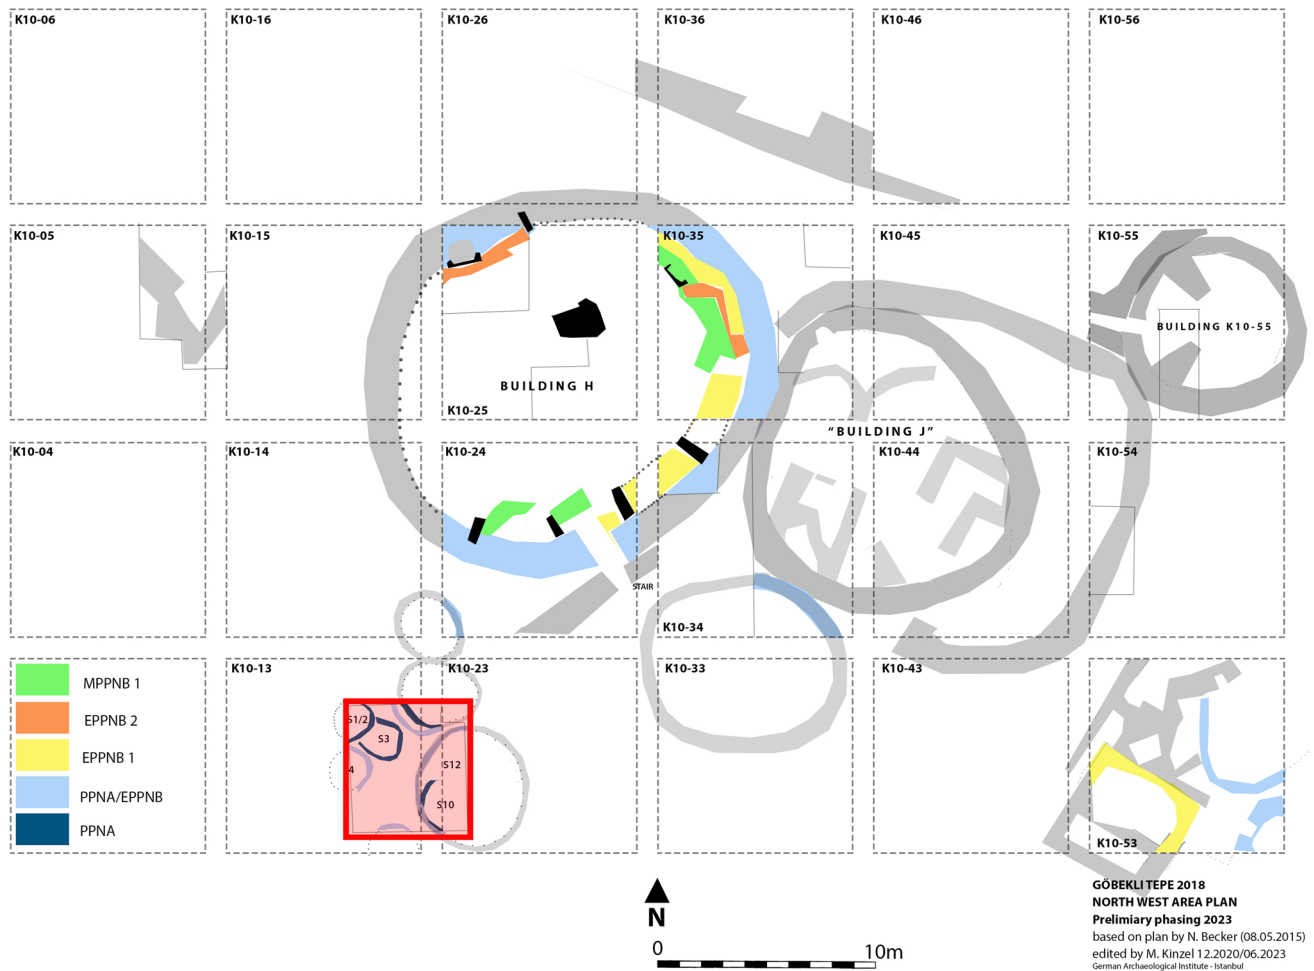 K10-06
K10-16
K10-26
K10-36
K10-46
K10-56
K10-05
K10-15
K10-35
K10-45
K10-55
BUILDING K10-55
BUILDING H
K10-25
"BUILDING J"
K10-04
K10-14
K10-24
K10-44
K10-54
STAIR
K10-34
K10-13
K10-23
K10-33
K10-43
MPPNB 1
EPPNB 2
EPPNB 1
PPNA/EPPNB
PPNA
S1/2
S3
4
S12
S10
K10-53
N
0
10m
GÖBEKLI TEPE 2018
NORTH WEST AREA PLAN
Prelimiary phasing 2023
based on plan by N. Becker (08.05.2015)
edited by M. Kinzel 12.2020/06.2023
German Archaeological Institute - Istanbul